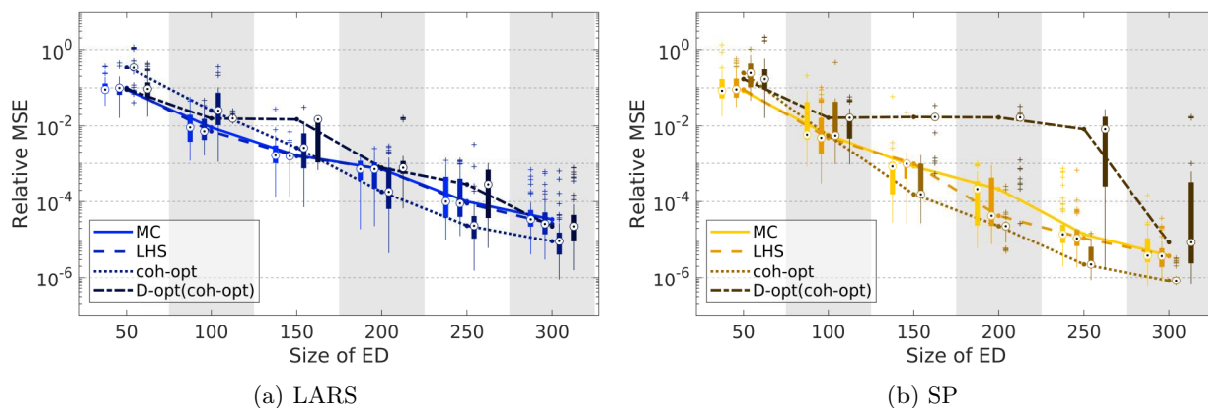 10^0
10^-2
10^-4
10^-6
Relative MSE
MC
LHS
coh-opt
D-opt(coh-opt)
50 100 150 200 250 300
Size of ED
(a) LARS
10^0
10^-2
10^-4
10^-6
Relative MSE
MC
LHS
coh-opt
D-opt(coh-opt)
50 100 150 200 250 300
Size of ED
(b) SP